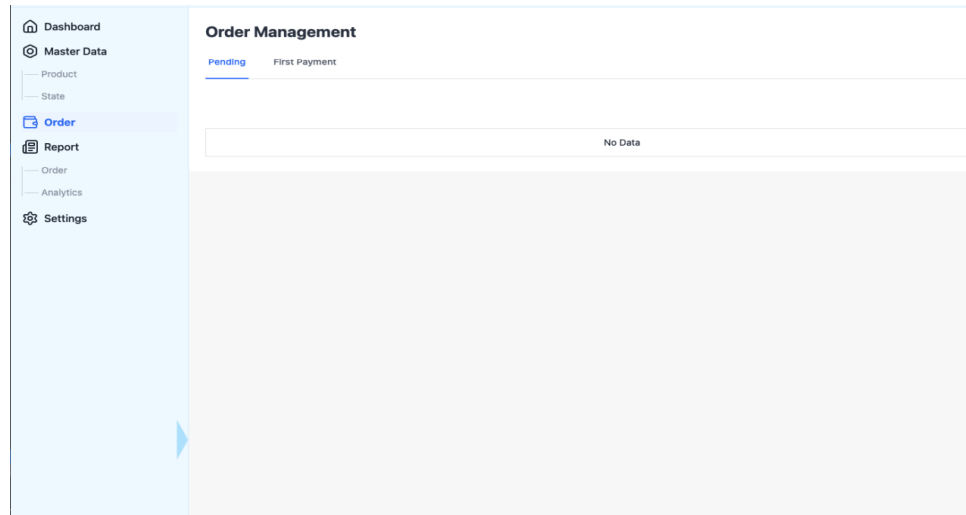 Dashboard
Master Data
Product
State
Order
Report
Order
Analytics
Settings
Order Management
Pending First Payment
No Data